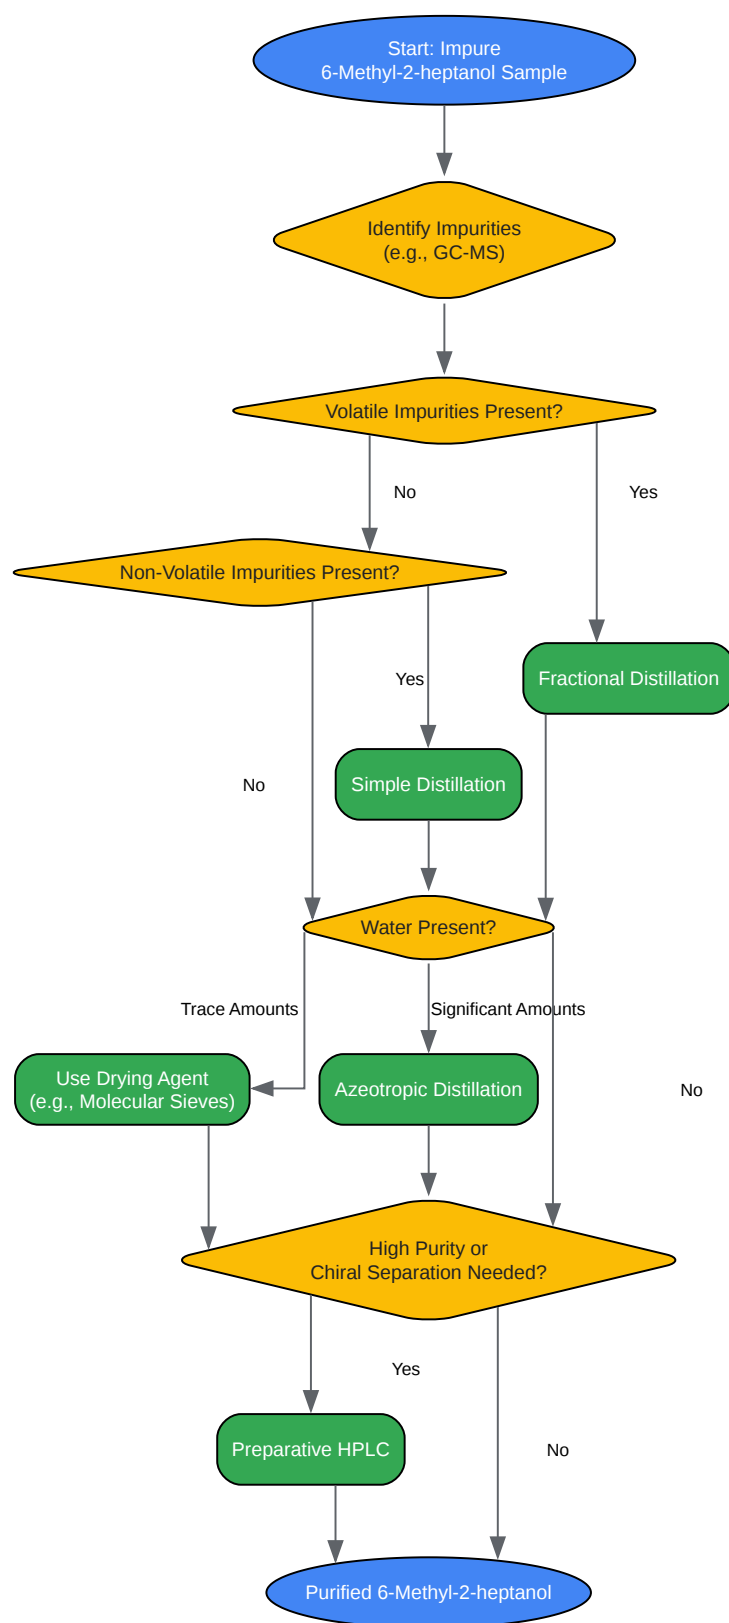 Start: Impure
6-Methyl-2-heptanol Sample
Identify Impurities
(e.g., GC-MS)
Volatile Impurities Present?
No
Yes
Non-Volatile Impurities Present?
Yes
Fractional Distillation
No
Simple Distillation
Water Present?
Trace Amounts
Significant Amounts
Use Drying Agent
(e.g., Molecular Sieves)
Azeotropic Distillation
No
High Purity or
Chiral Separation Needed?
Yes
Preparative HPLC
No
Purified 6-Methyl-2-heptanol